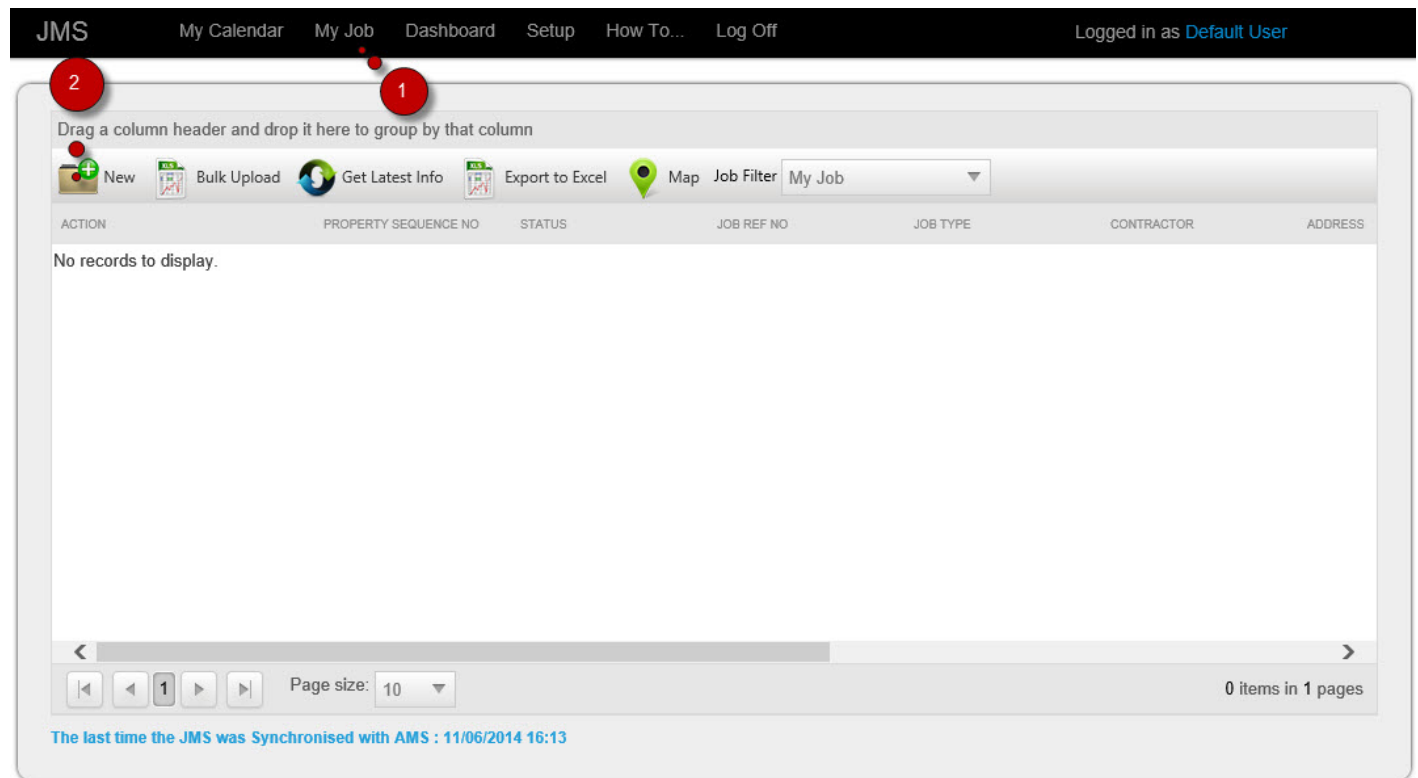 JMS My Calendar My Job Dashboard Setup How To... Log Off Logged in as Default User
2 1
Drag a column header and drop it here to group by that column
New XLS Bulk Upload Get Latest Info XLS Export to Excel Map Job Filter My Job
ACTION PROPERTY SEQUENCE NO STATUS JOB REF NO JOB TYPE CONTRACTOR ADDRESS
No records to display.
1 Page size: 10 0 items in 1 pages
The last time the JMS was Synchronised with AMS : 11/06/2014 16:13